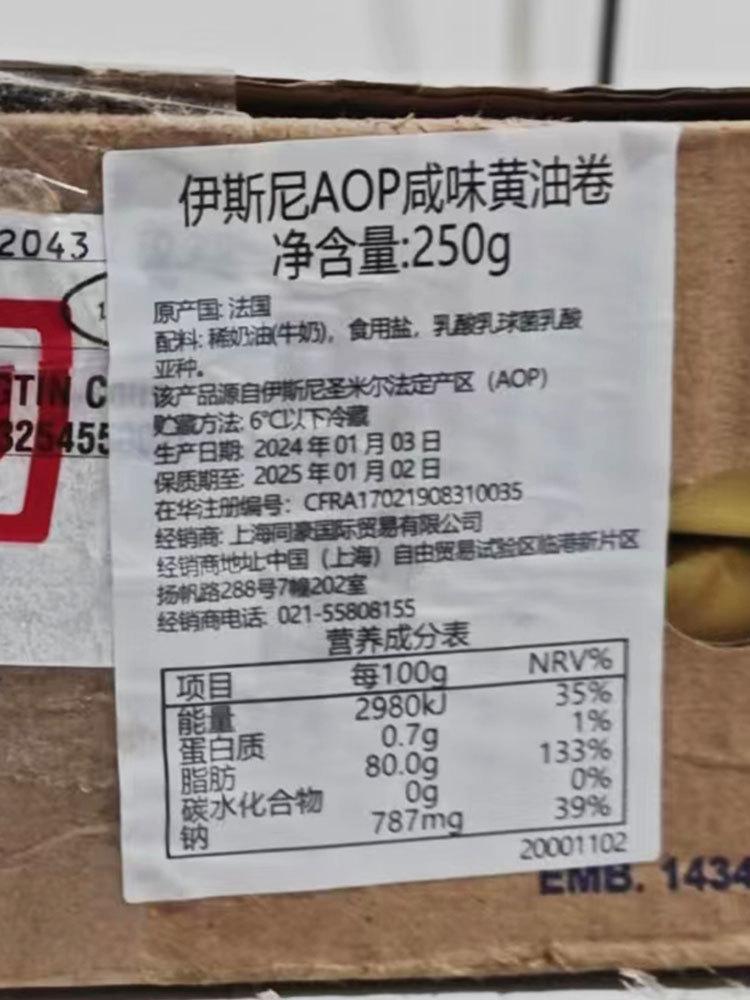 伊斯尼AOP咸味黄油卷
净含量:250g
原产国: 法国
配料: 稀奶油(牛奶), 食用盐, 乳酸乳球菌乳酸
亚种。
该产品源自伊斯尼圣米尔法定产区 (AOP)
贮藏方法: 6℃以下冷藏
生产日期: 2024 年 01 月 03 日
保质期至: 2025 年 01 月 02 日
在华注册编号: CFRA17021908310035
经销商: 上海同豪国际贸易有限公司
经销商地址:中国 (上海) 自由贸易试验区临港新片区
扬帆路288号7幢202室
经销商电话: 021-55808155
营养成分表
项目 每100g NRV%
能量 2980kJ 35%
蛋白质 0.7g 1%
脂肪 80.0g 133%
碳水化合物 0g 0%
钠 787mg 39%
20001102
2043
1
GTIN C
325455
EMB. 1434